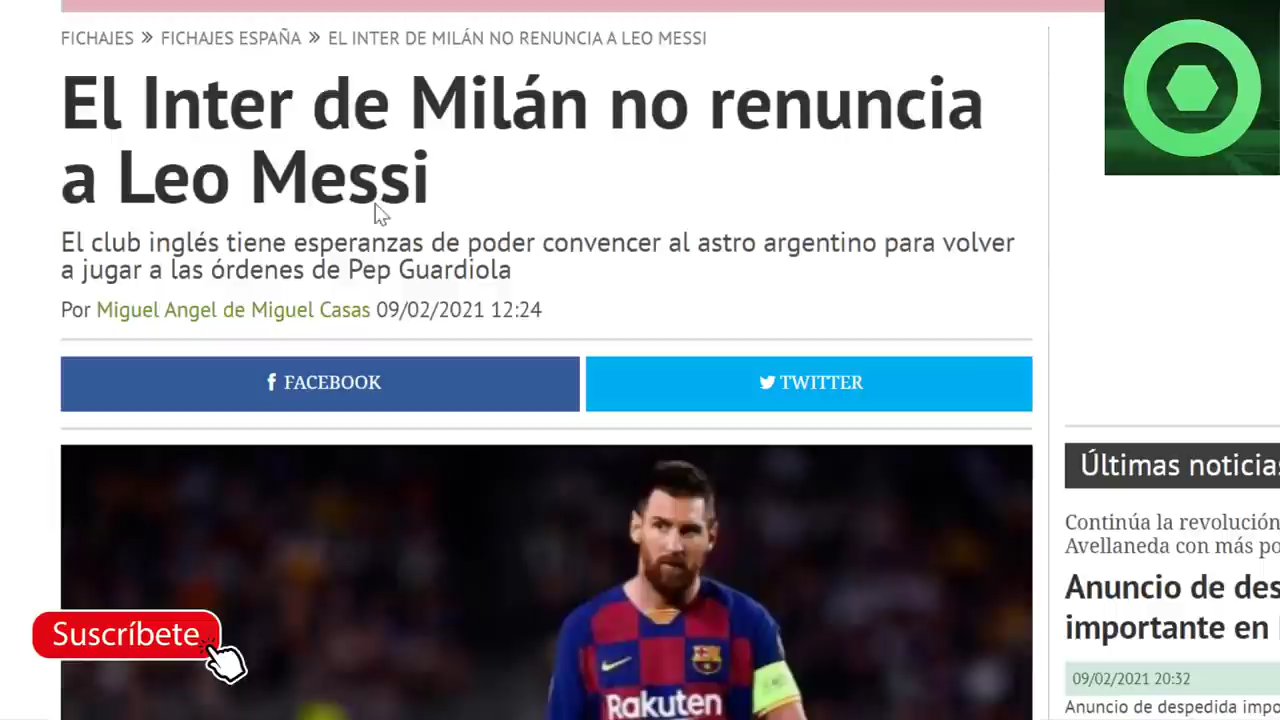 FICHAJES » FICHAJES ESPAÑA » EL INTER DE MILÁN NO RENUNCIA A LEO MESSI
El Inter de Milán no renuncia
a Leo Messi
El club inglés tiene esperanzas de poder convencer al astro argentino para volver
a jugar a las órdenes de Pep Guardiola
Por Miguel Angel de Miguel Casas 09/02/2021 12:24
f FACEBOOK
TWITTER
Últimas noticias
Continúa la revolución
Avellaneda con más
Anuncio de
importante en
09/02/2021 20:32
Anuncio de despedida
Suscríbete
Rakuten